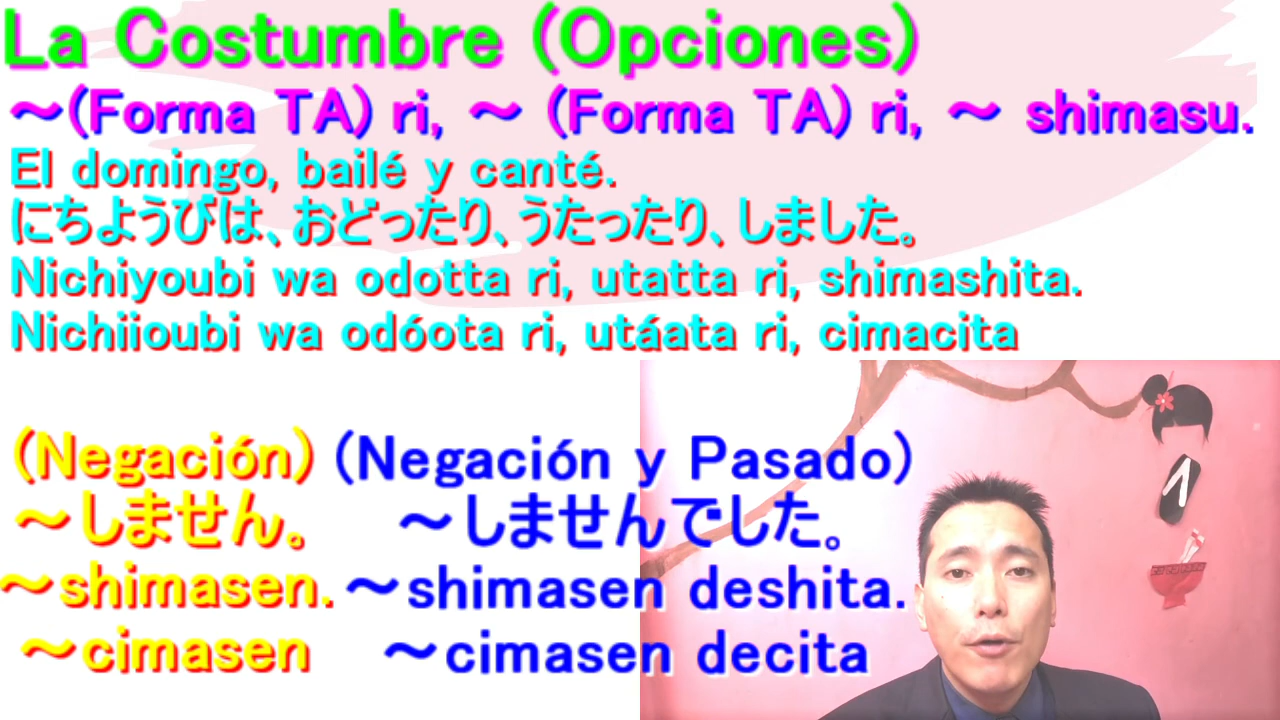 La Costumbre (Opciones)
～(Forma TA) ri, ～ (Forma TA) ri, ～ shimasu.
El domingo, bailé y canté.
にちようびは、おどったり、うたったり、しました。
Nichiyoubi wa odotta ri, utatta ri, shimashita.
Nichiioubi wa odóota ri, utáata ri, cimacita
(Negación) (Negación y Pasado)
～しません。 ～しませんでした。
～shimasen. ～shimasen deshita.
～cimasen ～cimasen decita